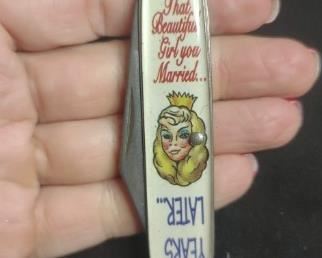 That
Beautiful
Girl you
Married...
YEARS
LATER...